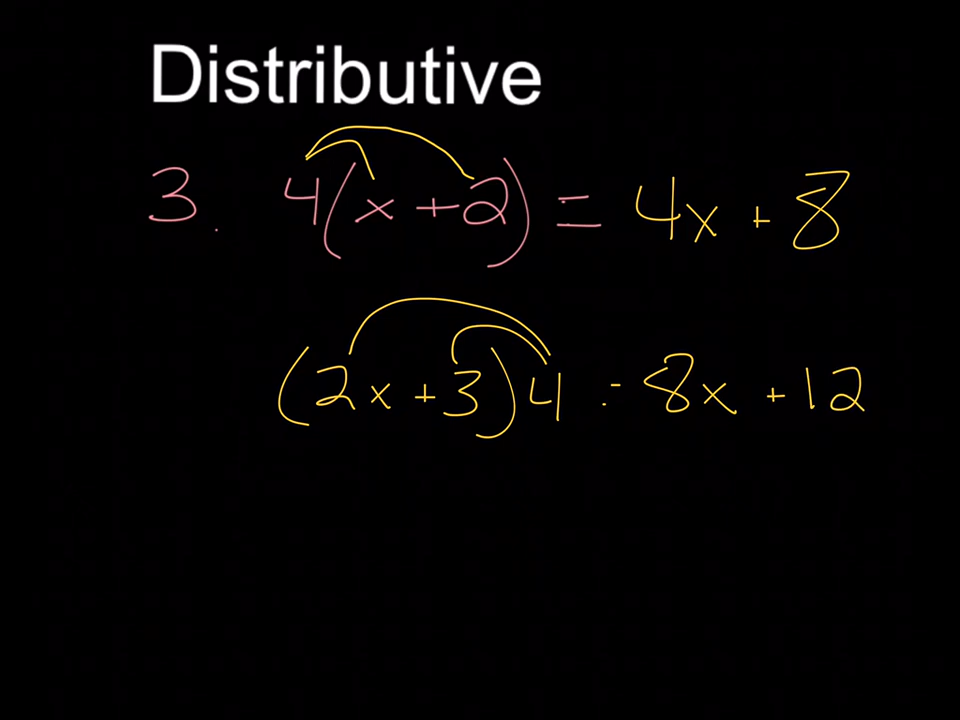 Distributive
3. 4(x+2) = 4x + 8
(2x+3)4 = 8x + 12